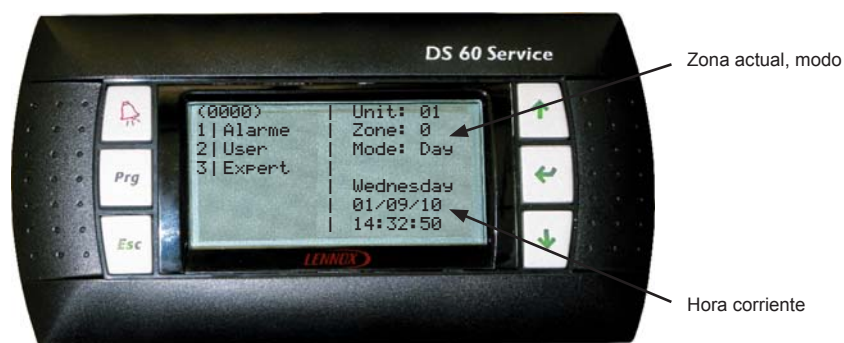 DS 60 Service
Zona actual, modo
(0000) | Unit: 01
1|Alarme | Zone: 0
2|User | Mode: Day
3|Expert |
| Wednesday
| 01/09/10
| 14:32:50
Prg
Esc
LENNOX
Hora corriente